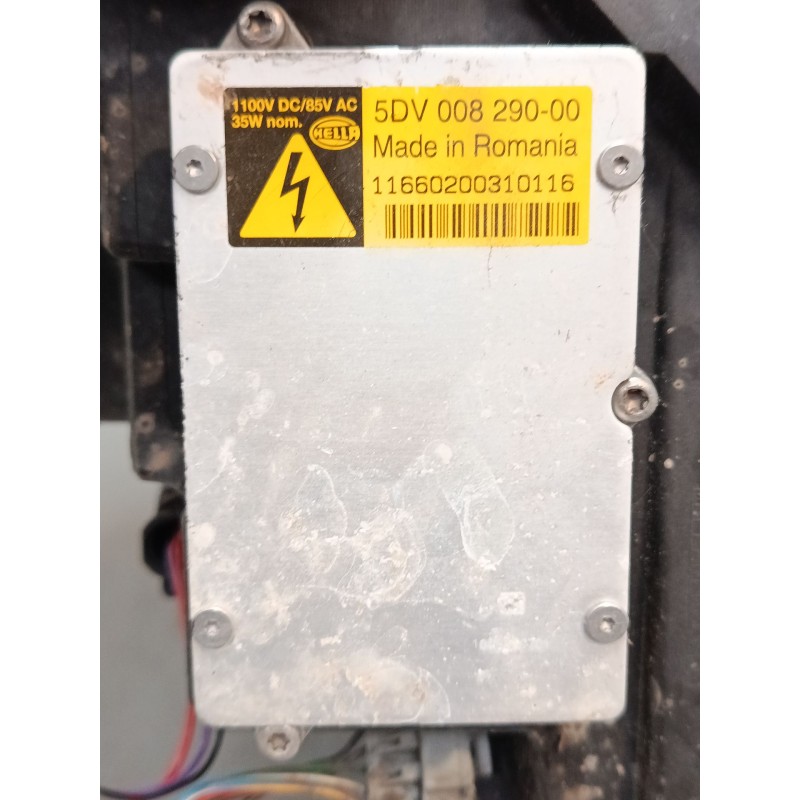 1100V DC/85V AC
35W nom.
HELLA
5DV 008 290-00
Made in Romania
11660200310116